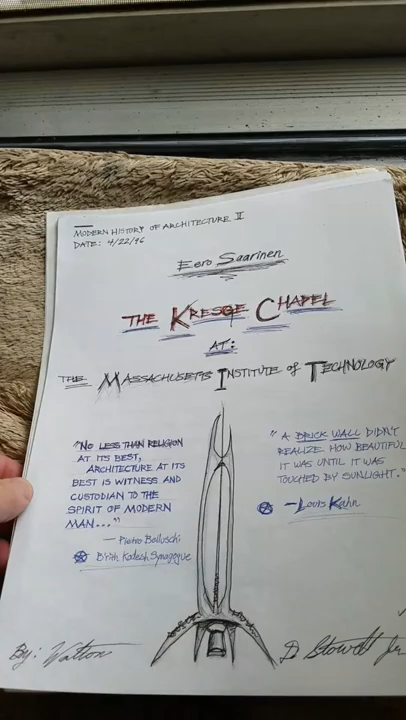 MODERN HISTORY OF ARCHITECTURE II
DATE: 4/22/96
Eero Saarinen
THE KRESGE CHAPEL
AT:
THE MASSACHUSETTS INSTITUTE of TECHNOLOGY
"NO LESS THAN RELIGION
AT ITS BEST,
ARCHITECTURE AT ITS
BEST IS WITNESS AND
CUSTODIAN TO THE
SPIRIT OF MODERN
MAN..."
— Pietro Belluschi
B'rith Kodesh Synagogue
"A BRICK WALL DIDN'T
REALIZE HOW BEAUTIFUL
IT WAS UNTIL IT WAS
TOUCHED BY SUNLIGHT."
— Louis Kahn
By: Watson D Stowell Jr